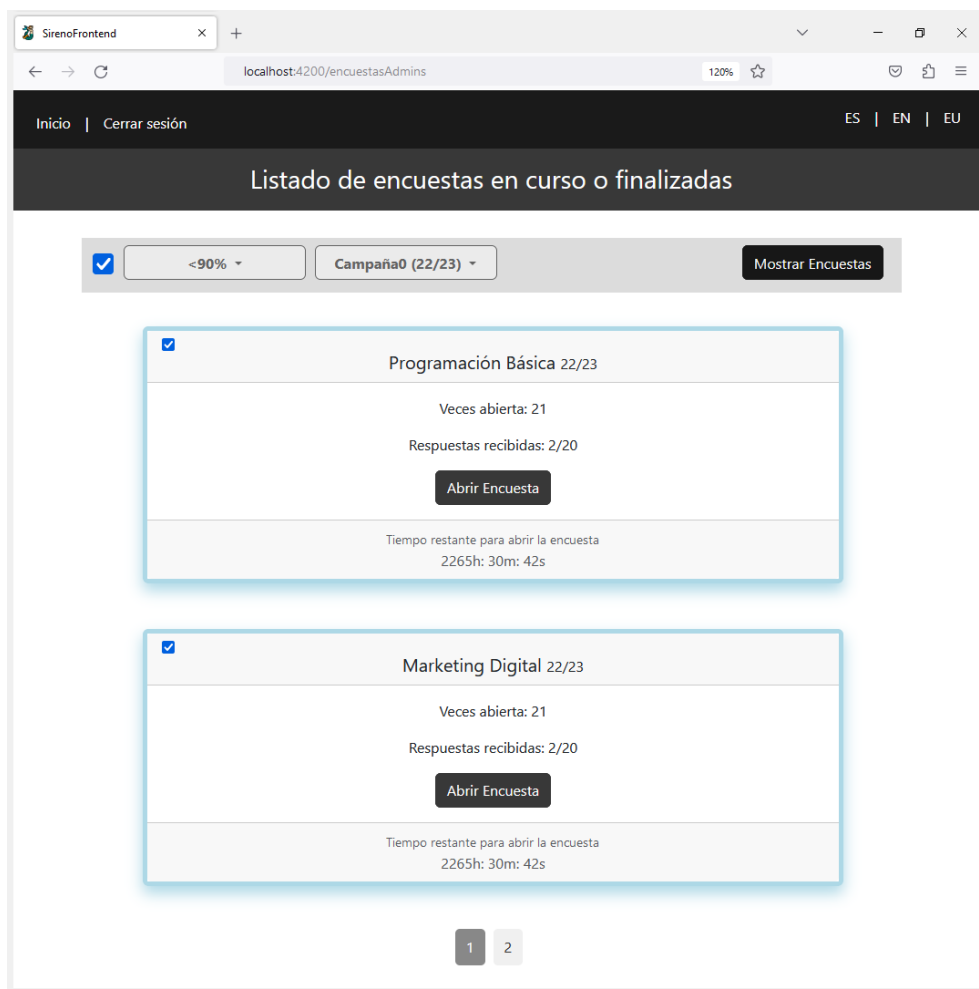 SirenoFrontend
localhost:4200/encuestasAdmins
120%
Inicio | Cerrar sesión
ES | EN | EU
Listado de encuestas en curso o finalizadas
<90%
Campaña0 (22/23)
Mostrar Encuestas
Programación Básica 22/23
Veces abierta: 21
Respuestas recibidas: 2/20
Abrir Encuesta
Tiempo restante para abrir la encuesta
2265h: 30m: 42s
Marketing Digital 22/23
Veces abierta: 21
Respuestas recibidas: 2/20
Abrir Encuesta
Tiempo restante para abrir la encuesta
2265h: 30m: 42s
1 2